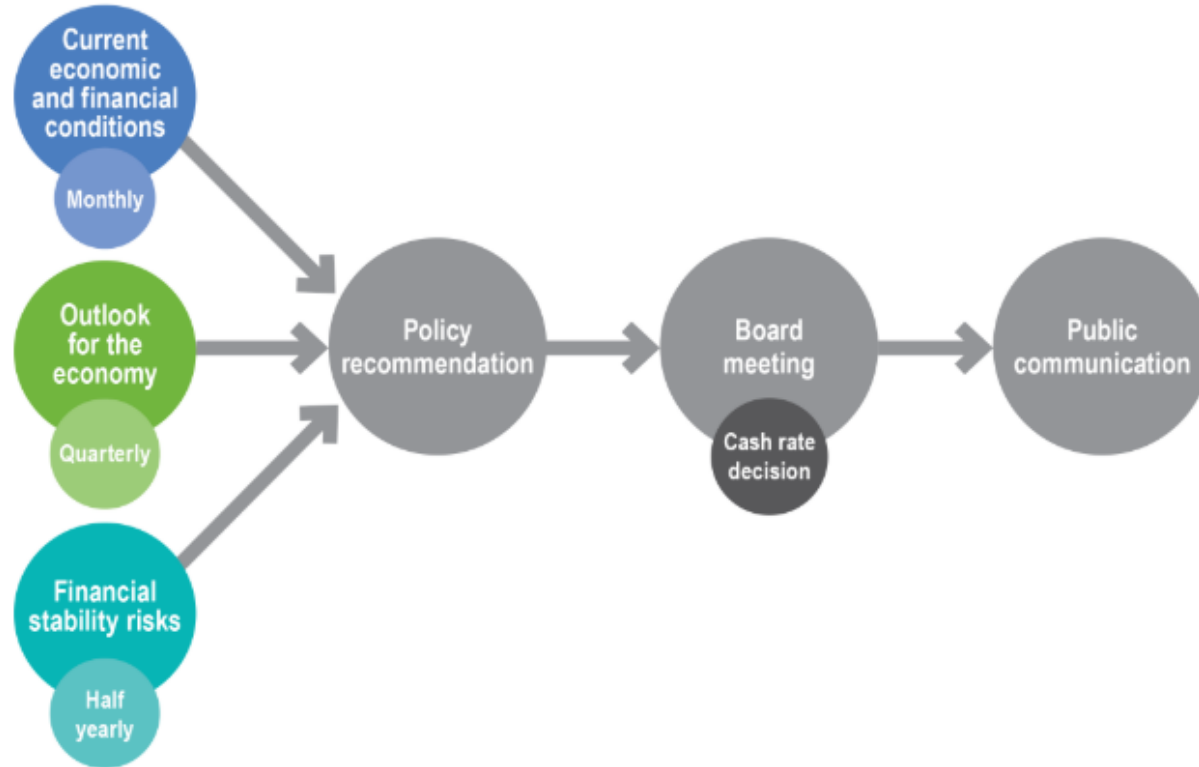 Current
economic
and financial
conditions
Monthly
Outlook
for the
economy
Quarterly
Financial
stability risks
Half
yearly
Policy
recommendation
Board
meeting
Cash rate
decision
Public
communication